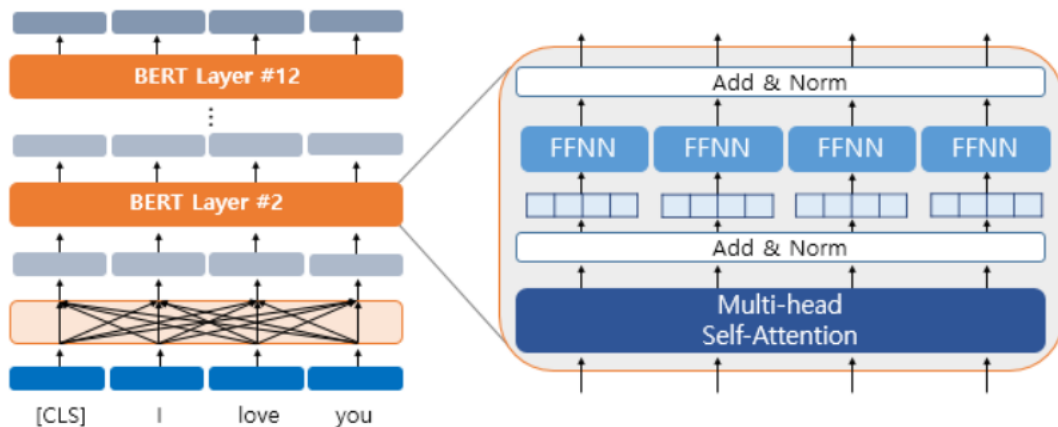 BERT Layer #12
BERT Layer #2
[CLS] I love you
Add & Norm
FFNN FFNN FFNN FFNN
Add & Norm
Multi-head
Self-Attention